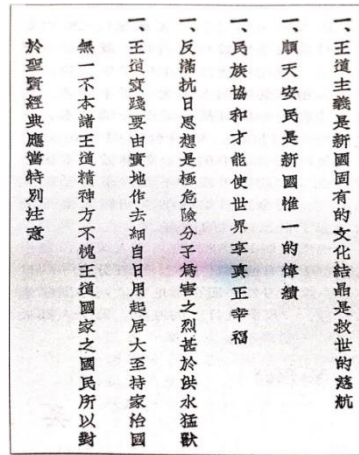 一、王道主義是新國固有的文化結晶是救世的慈航
一、順天安民是新國惟一的偉績
一、民族協和才能使世界享真正幸福
一、反滿抗日思想是極危險分子爲害之烈甚於洪水猛獸
一、王道實踐要由實地作去細自日用起居大至持家治國
無一不本諸王道精神方不愧王道國家之國民所以對
於聖賢經典應當特別注意